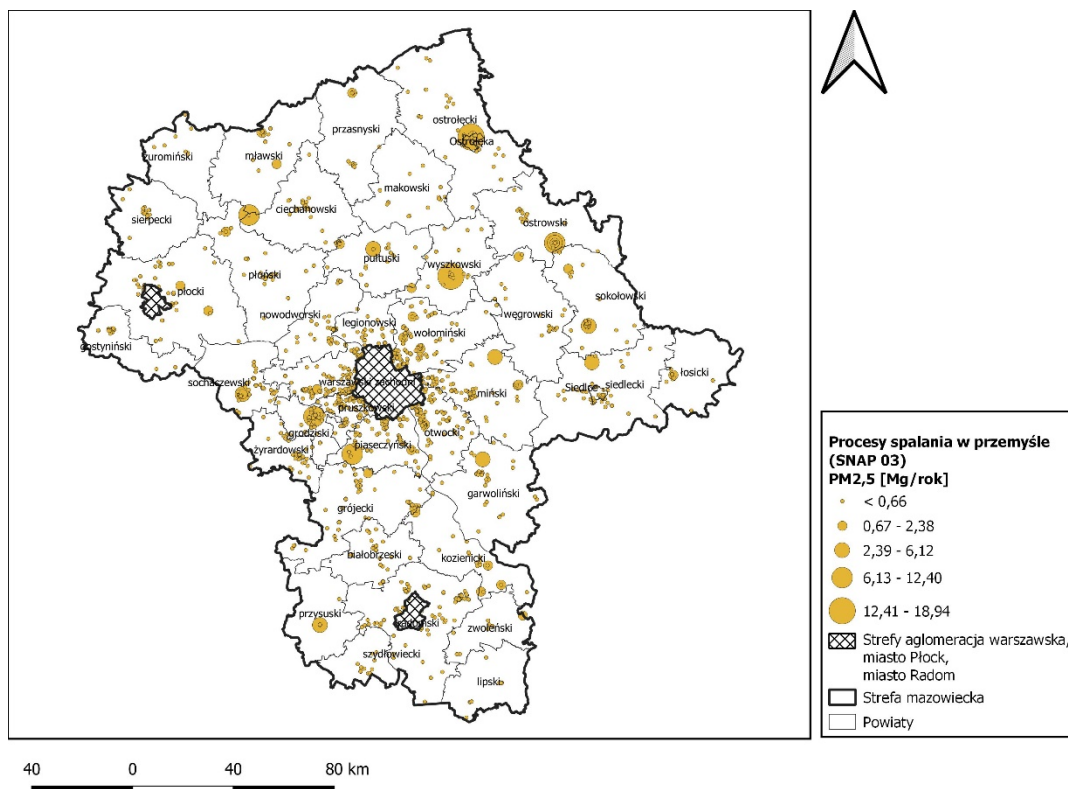 przasnyski
ostrołęcki
Ostrołęka
żuromiński
mławski
makowski
ciechanowski
sierpecki
ostrowski
pułtuski
wyszkowski
płocki
płoński
sokołowski
nowodworski
legionowski
węgrowski
wołomiński
gostyniński
sochaczewski
warszawski zachodni
miński
Siedlce
siedlecki
łosicki
pruszkowski
grodziski
otwocki
żyrardowski
piaseczyński
garwoliński
grójecki
białobrzeski
kozienicki
przysuski
radomski
zwoleński
szydłowiecki
lipski
Procesy spalania w przemyśle
(SNAP 03)
PM2,5 [Mg/rok]
< 0,66
0,67 - 2,38
2,39 - 6,12
6,13 - 12,40
12,41 - 18,94
Strefy aglomeracja warszawska,
miasto Płock,
miasto Radom
Strefa mazowiecka
Powiaty
40 0 40 80 km